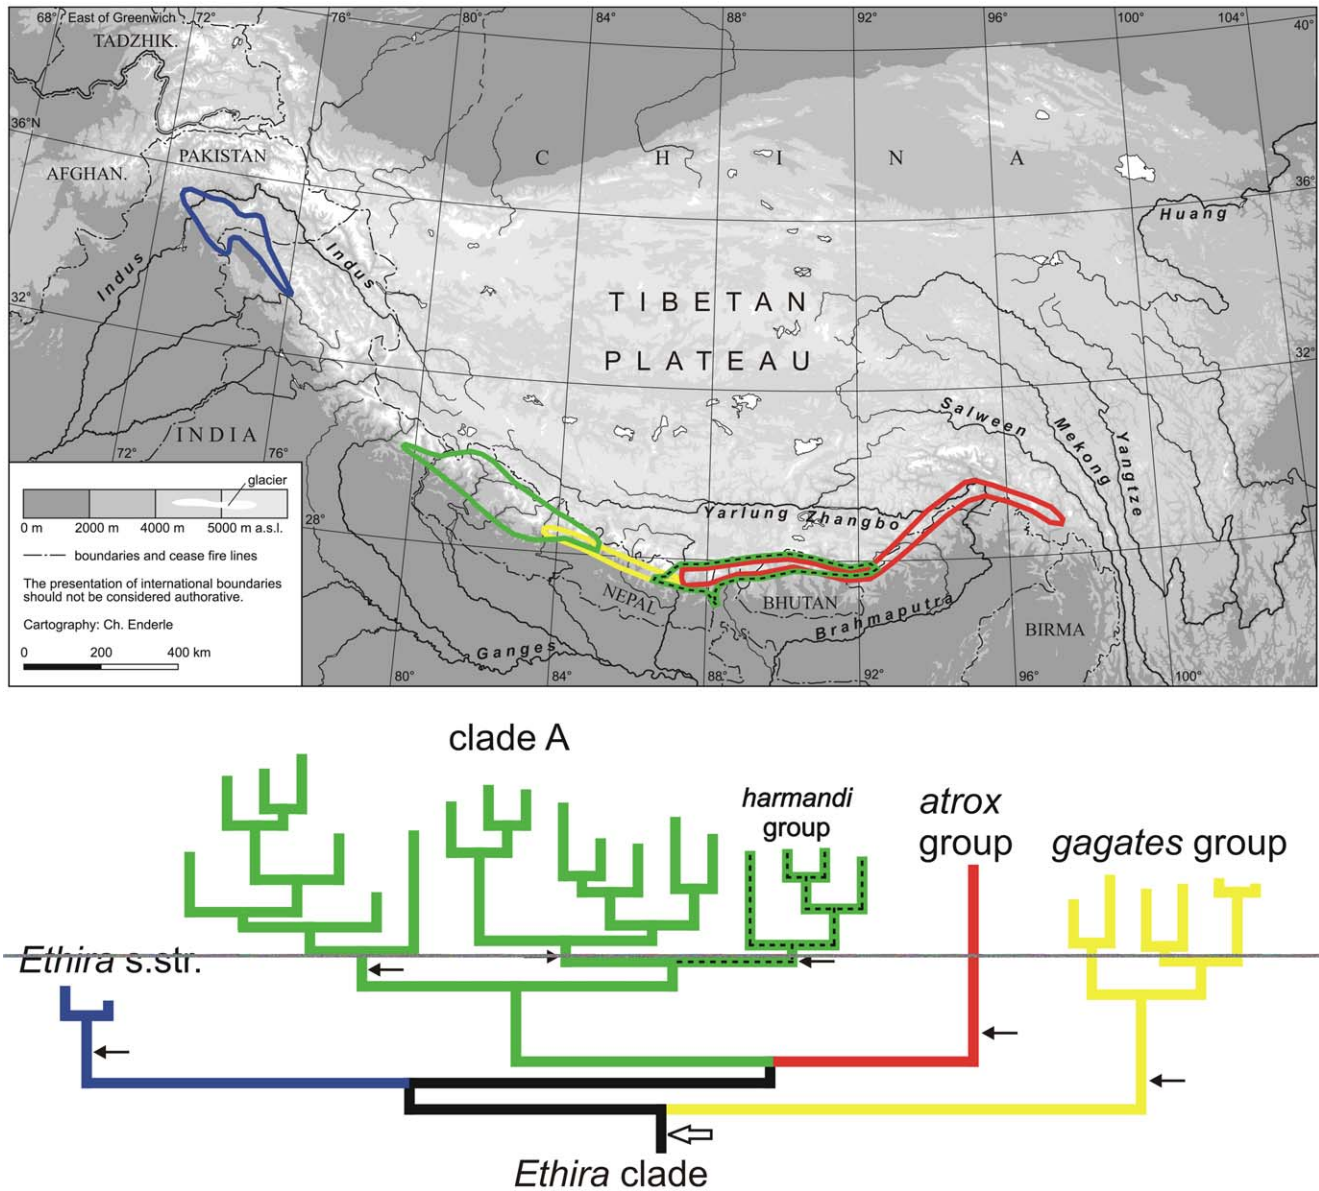 68° East of Greenwich 72° 76° 80° 84° 88° 92° 96° 100° 104° 40°
TADZHIK.
36°N
PAKISTAN
AFGHAN.
C H I N A
36°
Huang
Indus
Indus
32°
TIBETAN
PLATEAU
32°
Salween
Mekong
Yangtze
INDIA
72° 76°
glacier
0 m 2000 m 4000 m 5000 m a.s.l.
28°
Yarlung Zhangbo
28°
boundaries and cease fire lines
The presentation of international boundaries
should not be considered authorative.
NEPAL
BHUTAN
Brahmaputra
BIRMA
Cartography: Ch. Enderle
0 200 400 km
Ganges
80° 84° 88° 92° 96° 100°
clade A
harmandi
group
atrox
group
gagates group
Ethira s.str.
Ethira clade